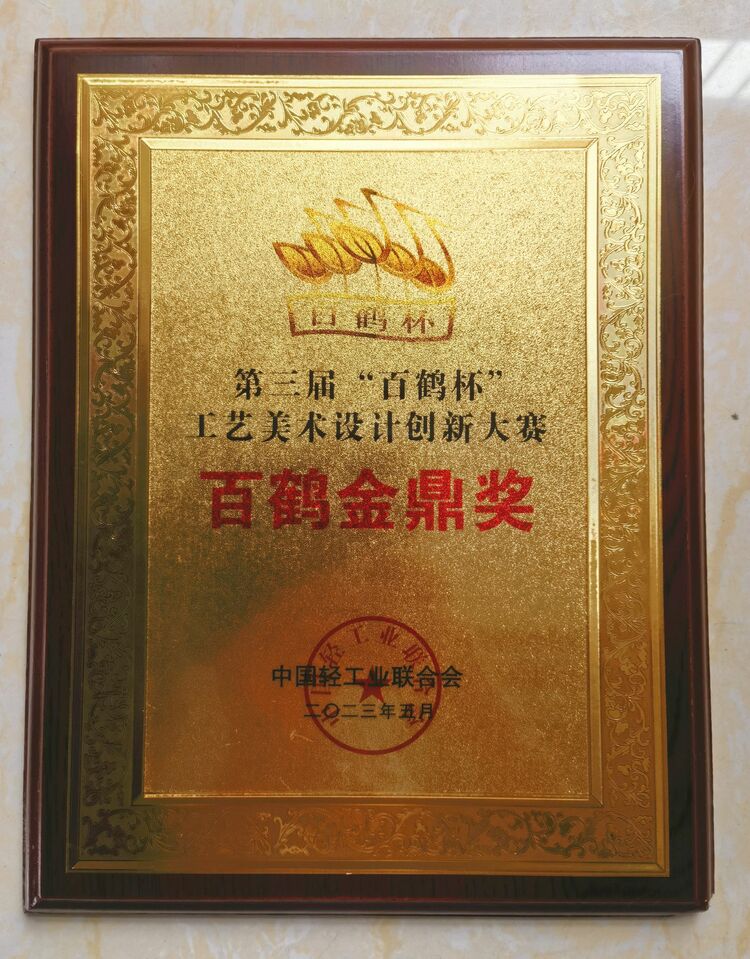 百鹤杯
第三届“百鹤杯”
工艺美术设计创新大赛
百鹤金鼎奖
中国轻工业联合会
二〇二三年五月